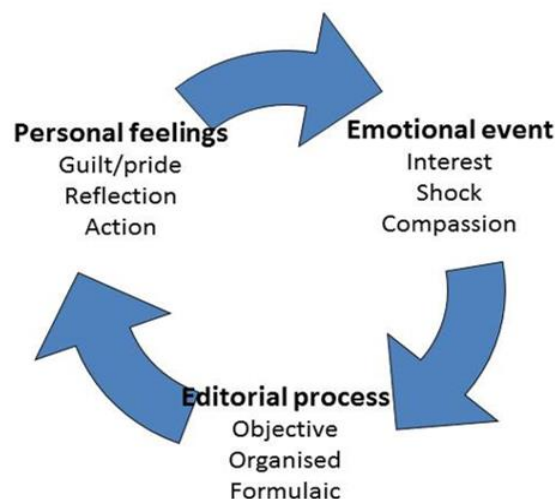 Personal feelings
Guilt/pride
Reflection
Action
Emotional event
Interest
Shock
Compassion
Editorial process
Objective
Organised
Formulaic